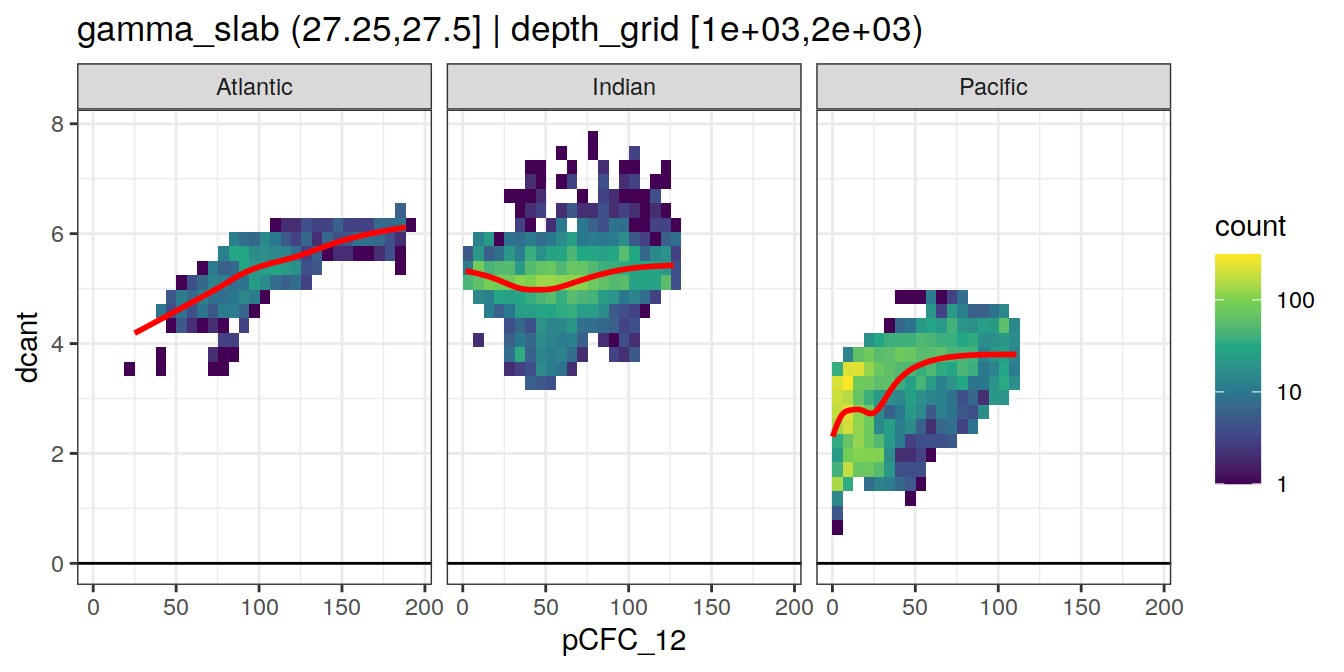 gamma_slab (27.25,27.5] | depth_grid [1e+03,2e+03)
Atlantic
Indian
Pacific
dcant
8
6
4
2
0
0 50 100 150 200
0 50 100 150 200
0 50 100 150 200
pCFC_12
count
100
10
1